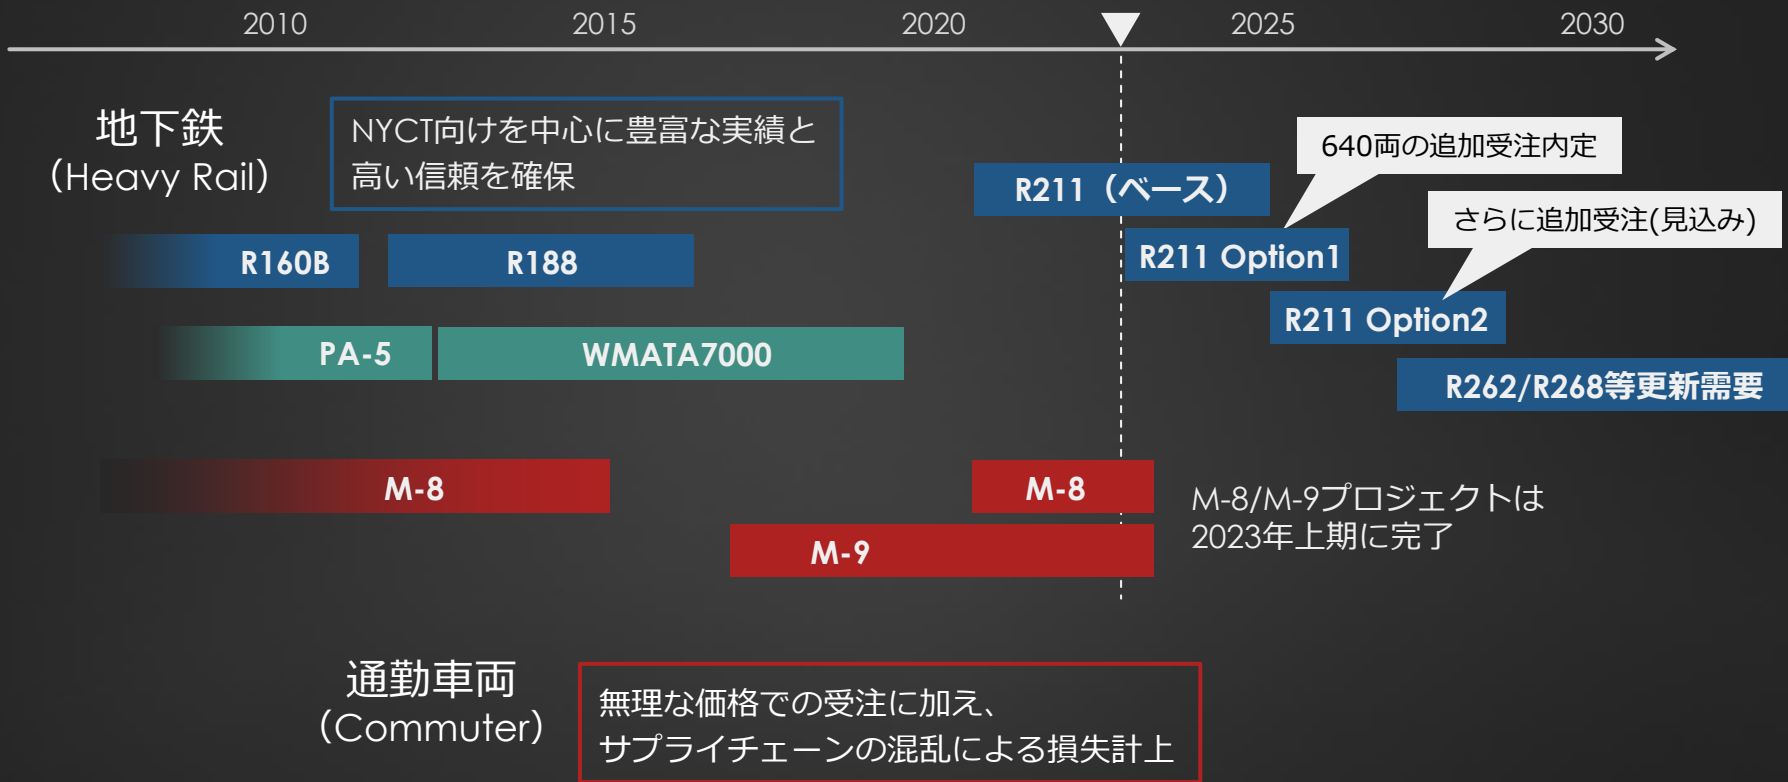 2010 2015 2020 2025 2030
地下鉄
（Heavy Rail）
NYCT向けを中心に豊富な実績と
高い信頼を確保
640両の追加受注内定
R211（ベース）
さらに追加受注(見込み)
R160B
R188
R211 Option1
R211 Option2
PA-5
WMATA7000
R262/R268等更新需要
M-8
M-8
M-8/M-9プロジェクトは
2023年上期に完了
M-9
通勤車両
（Commuter）
無理な価格での受注に加え、
サプライチェーンの混乱による損失計上